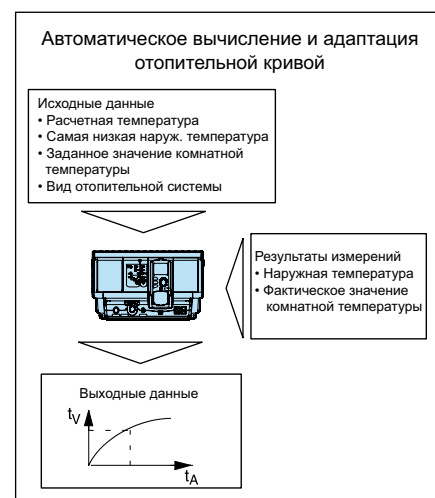 Автоматическое вычисление и адаптация
отопительной кривой
Исходные данные
• Расчетная температура
• Самая низкая наруж. температура
• Заданное значение комнатной
температуры
• Вид отопительной системы
Результаты измерений
• Наружная температура
• Фактическое значение
комнатной температуры
Выходные данные
tV
tA